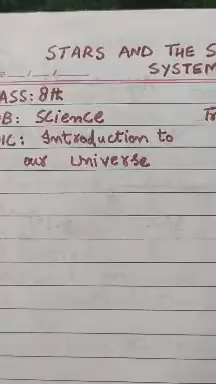 STARS AND THE S
SYSTEM
ASS: 8th
B: Science
IC: Introduction to
our Universe